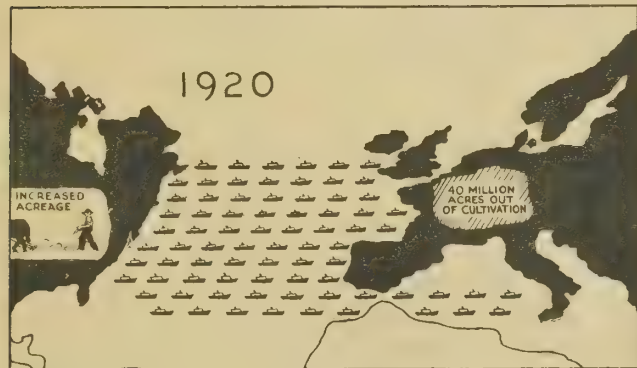 1920
INCREASED
ACREAGE
40 MILLION
ACRES OUT
OF CULTIVATION